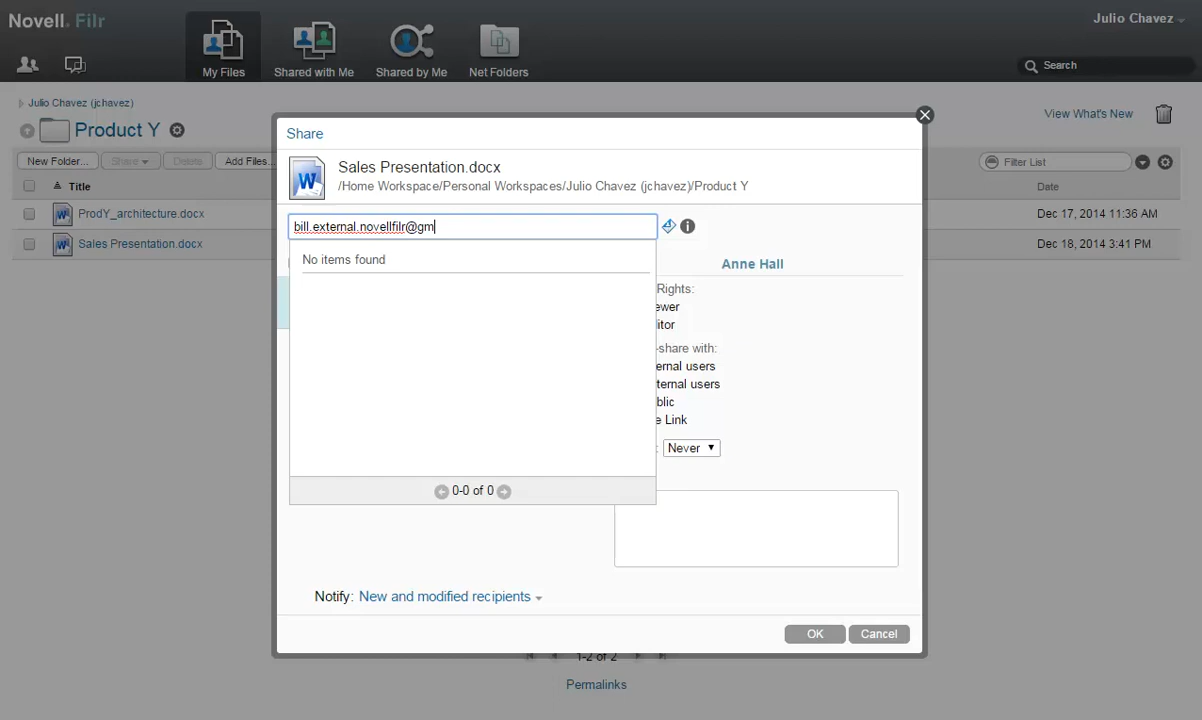 Novell Filr
My Files
Shared with Me
Shared by Me
Net Folders
Julio Chavez
Search
Julio Chavez (jchavez)
Product Y
View What's New
New Folder...
Share
Delete
Add Files...
Filter List
Title
Date
ProdY_architecture.docx
Dec 17, 2014 11:36 AM
Sales Presentation.docx
Dec 18, 2014 3:41 PM
Share
Sales Presentation.docx
/Home Workspace/Personal Workspaces/Julio Chavez (jchavez)/Product Y
bill.external.novellfilr@gm
No items found
0-0 of 0
Anne Hall
Rights:
ewer
itor
-share with:
ernal users
ternal users
blic
e Link
: Never
Notify: New and modified recipients
OK
Cancel
1-2 of 2
Permalinks